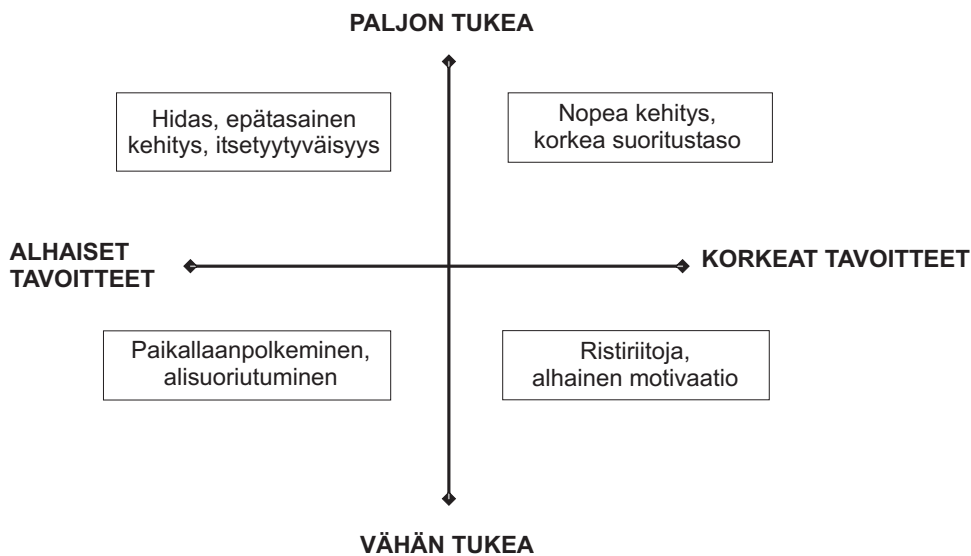 PALJON TUKEA
Hidas, epätasainen
kehitys, itsetyytyväisyys
Nopea kehitys,
korkea suoritustaso
ALHAISET
TAVOITTEET
KORKEAT TAVOITTEET
Paikallaanpolkeminen,
alisuoriutuminen
Ristiriitoja,
alhainen motivaatio
VÄHÄN TUKEA